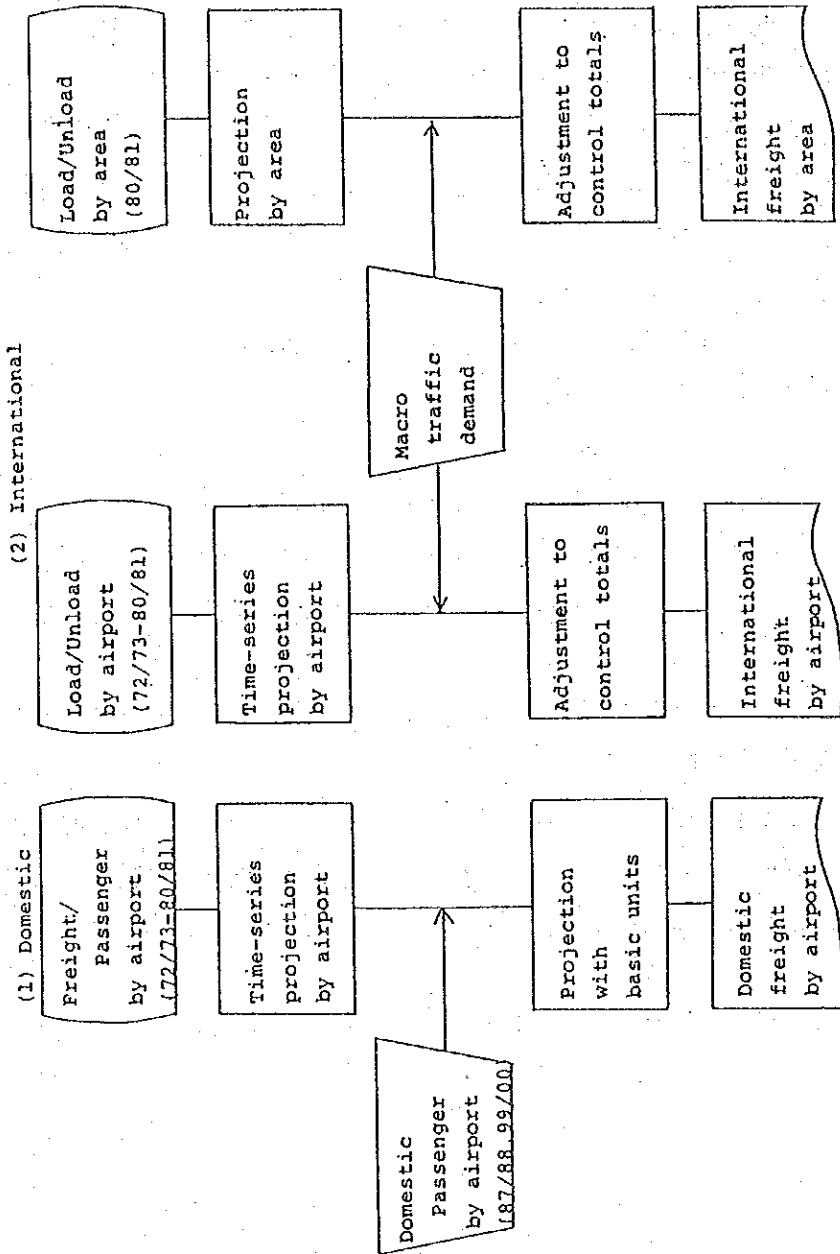 (1) Domestic
Freight/
Passenger
by airport
(72/73-80/81)
Time-series
projection
by airport
Domestic
Passenger
by airport
(87/88,99/00)
Projection
with
basic units
Domestic
freight
by airport
(2) International
Load/Unload
by airport
(72/73-80/81)
Time-series
projection
by airport
Macro
traffic
demand
Adjustment to
control totals
International
freight
by airport
Load/Unload
by area
(80/81)
Projection
by area
Adjustment to
control totals
International
freight
by area